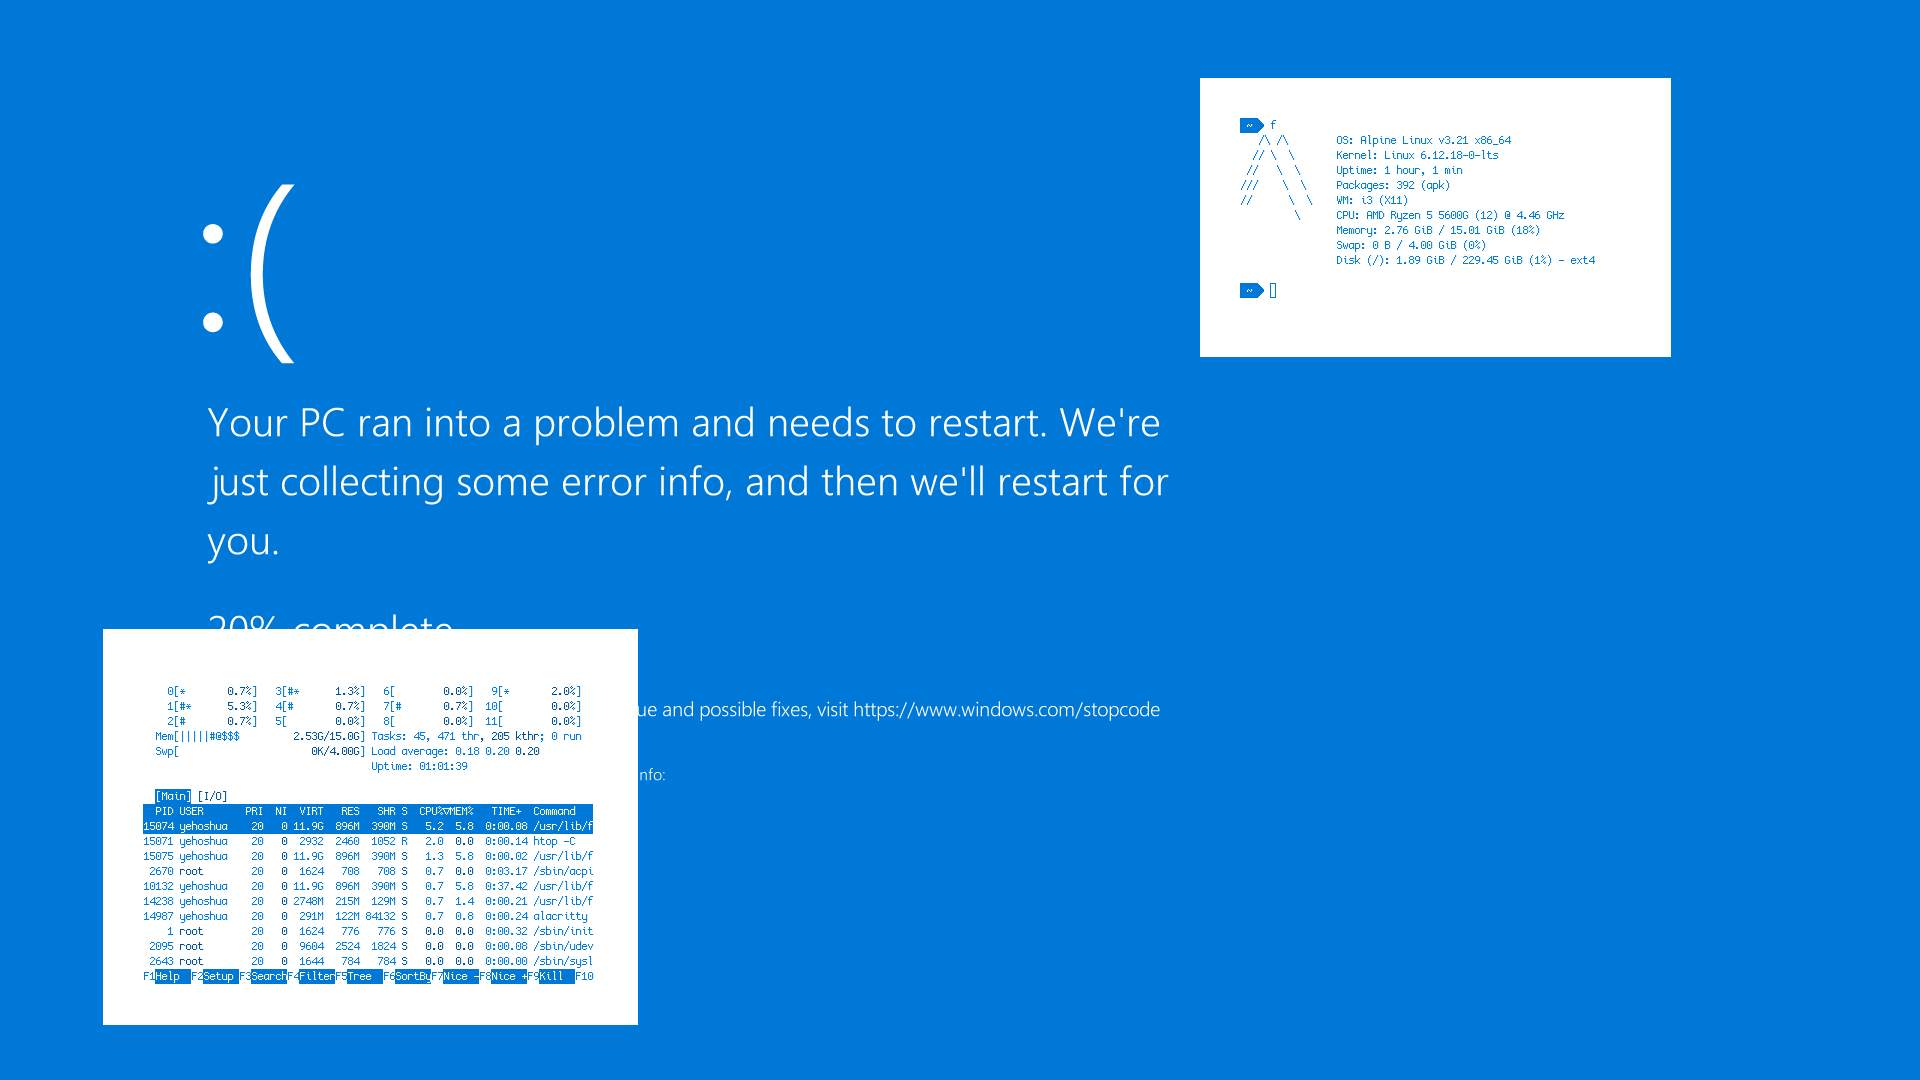 :(
Your PC ran into a problem and needs to restart. We're
just collecting some error info, and then we'll restart for
you.
20% complete
ue and possible fixes, visit https://www.windows.com/stopcode
nfo:
~ f
/\ /\ OS: Alpine Linux v3.21 x86_64
// \ \ Kernel: Linux 6.12.18-0-lts
// \ \ Uptime: 1 hour, 1 min
/// \ \ Packages: 392 (apk)
// \ \ WM: i3 (X11)
\ CPU: AMD Ryzen 5 5600G (12) @ 4.46 GHz
Memory: 2.76 GiB / 15.01 GiB (18%)
Swap: 0 B / 4.00 GiB (0%)
Disk (/): 1.89 GiB / 229.45 GiB (1%) - ext4
~
0[* 0.7%] 3[#* 1.3%] 6[ 0.0%] 9[* 2.0%]
1[#* 5.3%] 4[# 0.7%] 7[# 0.7%] 10[ 0.0%]
2[# 0.7%] 5[ 0.0%] 8[ 0.0%] 11[ 0.0%]
Mem[|||||#@$$$ 2.53G/15.0G] Tasks: 45, 471 thr, 205 kthr; 0 run
Swp[ 0K/4.00G] Load average: 0.18 0.20 0.20
Uptime: 01:01:39
[Main] [I/O]
PID USER PRI NI VIRT RES SHR S CPU%▽MEM% TIME+ Command
15074 yehoshua 20 0 11.9G 896M 390M S 5.2 5.8 0:00.08 /usr/lib/f
15071 yehoshua 20 0 2932 2460 1052 R 2.0 0.0 0:00.14 htop -C
15075 yehoshua 20 0 11.9G 896M 390M S 1.3 5.8 0:00.02 /usr/lib/f
2670 root 20 0 1624 708 708 S 0.7 0.0 0:03.17 /sbin/acpi
10132 yehoshua 20 0 11.9G 896M 390M S 0.7 5.8 0:37.42 /usr/lib/f
14238 yehoshua 20 0 2748M 215M 129M S 0.7 1.4 0:00.21 /usr/lib/f
14987 yehoshua 20 0 291M 122M 84132 S 0.7 0.8 0:00.24 alacritty
1 root 20 0 1624 776 776 S 0.0 0.0 0:00.32 /sbin/init
2095 root 20 0 9604 2524 1824 S 0.0 0.0 0:00.08 /sbin/udev
2643 root 20 0 1644 784 784 S 0.0 0.0 0:00.00 /sbin/sysl
F1Help F2Setup F3SearchF4FilterF5Tree F6SortByF7Nice -F8Nice +F9Kill F10